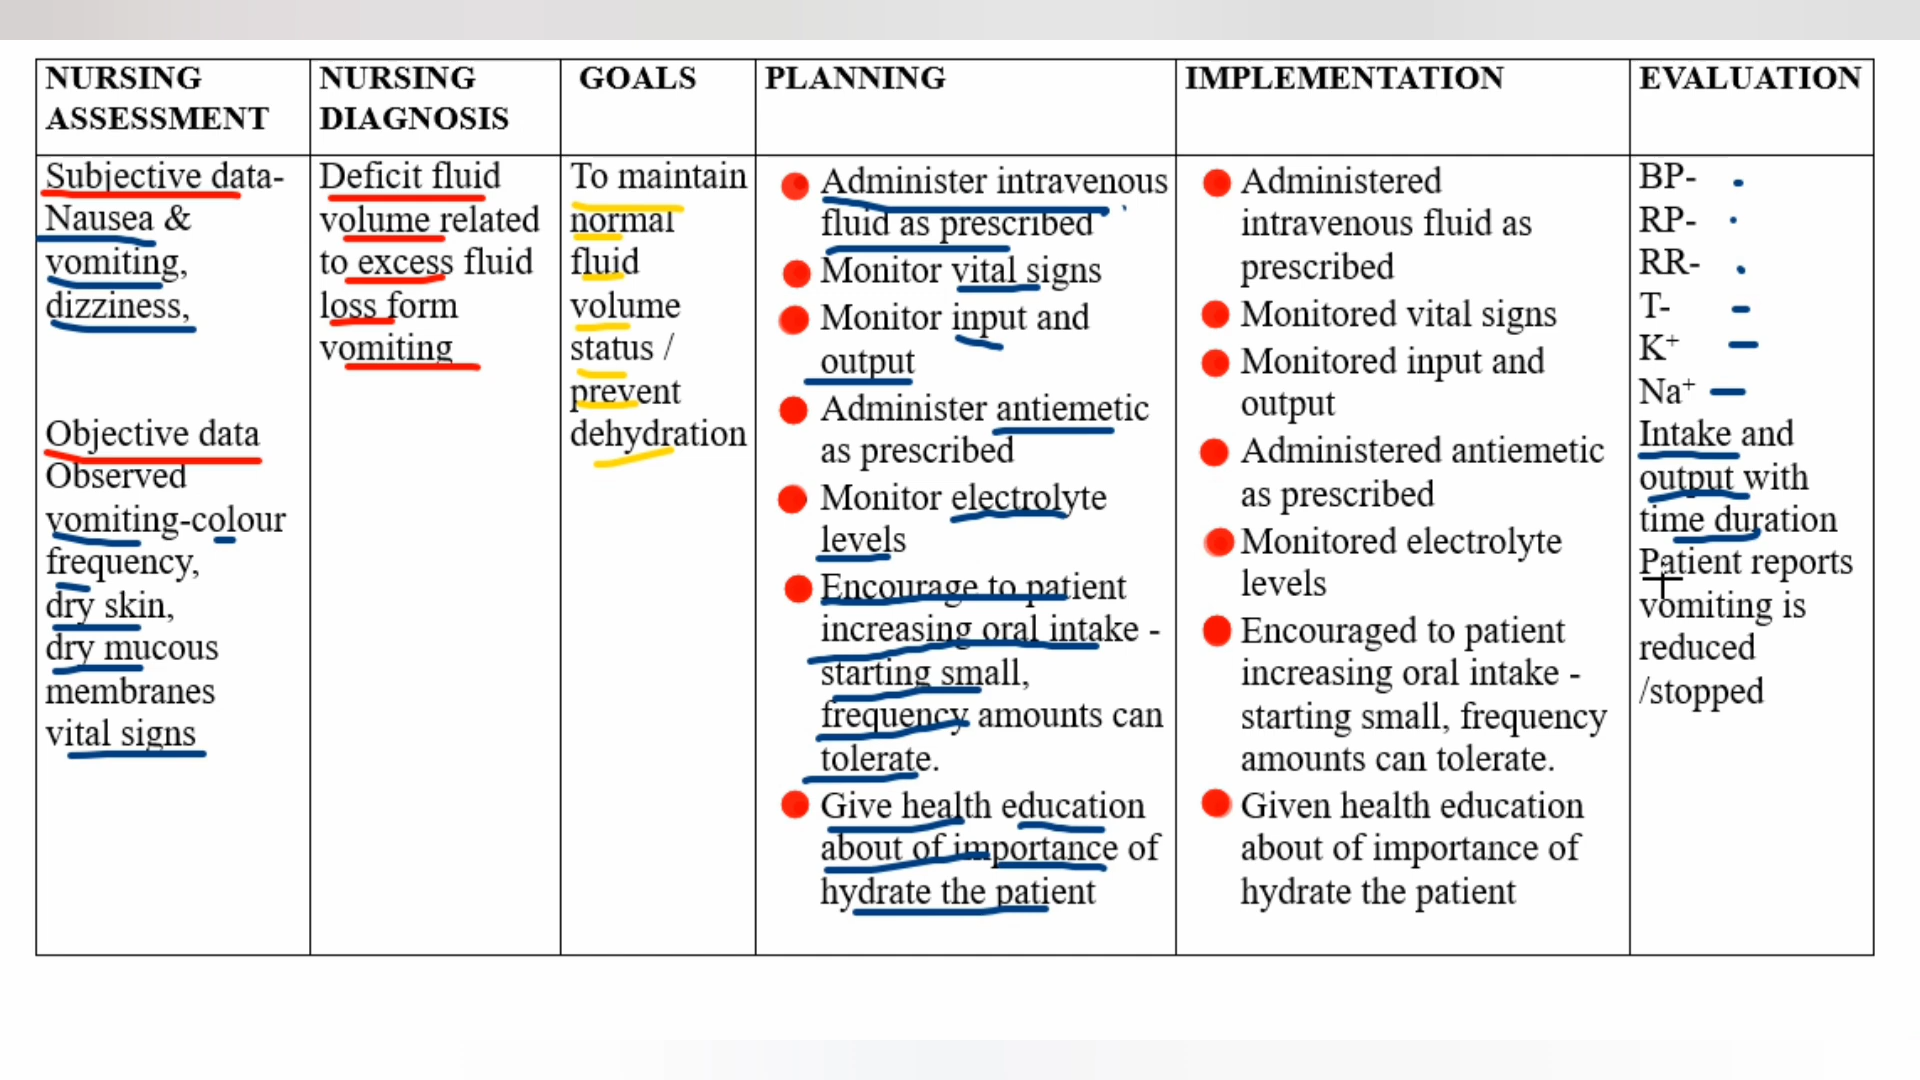 NURSING
ASSESSMENT
NURSING
DIAGNOSIS
GOALS
PLANNING
IMPLEMENTATION
EVALUATION
Subjective data-
Nausea &
vomiting,
dizziness,
Objective data
Observed
vomiting-colour
frequency,
dry skin,
dry mucous
membranes
vital signs
Deficit fluid
volume related
to excess fluid
loss form
vomiting
To maintain
normal
fluid
volume
status /
prevent
dehydration
Administer intravenous
fluid as prescribed
Monitor vital signs
Monitor input and
output
Administer antiemetic
as prescribed
Monitor electrolyte
levels
Encourage to patient
increasing oral intake -
starting small,
frequency amounts can
tolerate.
Give health education
about of importance of
hydrate the patient
Administered
intravenous fluid as
prescribed
Monitored vital signs
Monitored input and
output
Administered antiemetic
as prescribed
Monitored electrolyte
levels
Encouraged to patient
increasing oral intake -
starting small, frequency
amounts can tolerate.
Given health education
about of importance of
hydrate the patient
BP-
RP-
RR-
T-
K⁺
Na⁺
Intake and
output with
time duration
Patient reports
vomiting is
reduced
/stopped